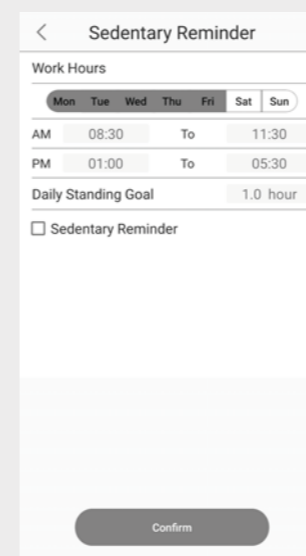 Sedentary Reminder
Work Hours
Mon Tue Wed Thu Fri Sat Sun
AM 08:30 To 11:30
PM 01:00 To 05:30
Daily Standing Goal 1.0 hour
Sedentary Reminder
Confirm